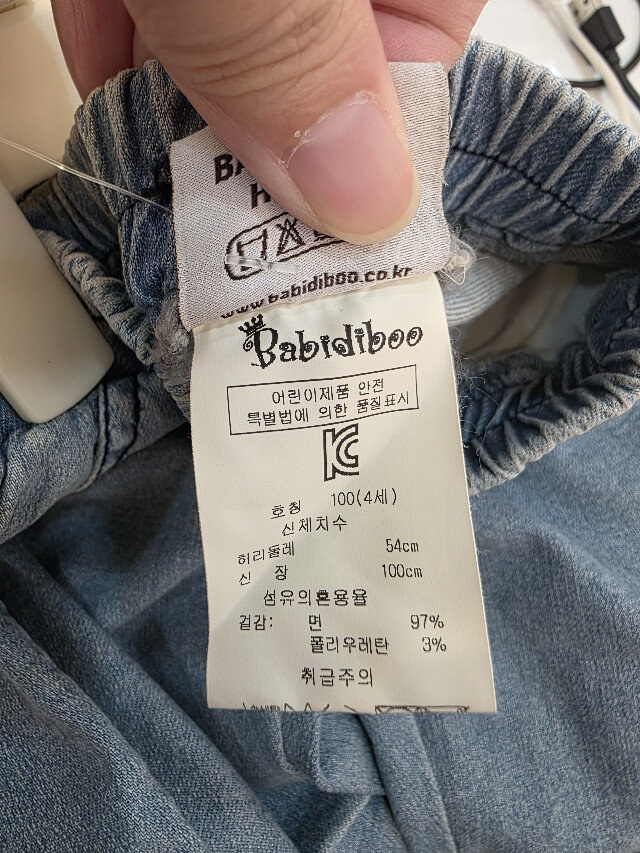 www.babidiboo.co.kr
Babidiboo
어린이제품 안전
특별법에 의한 품질표시
호칭 100(4세)
신체치수
허리둘레 54cm
신 장 100cm
섬유의혼용율
겉감: 면 97%
폴리우레탄 3%
취급주의